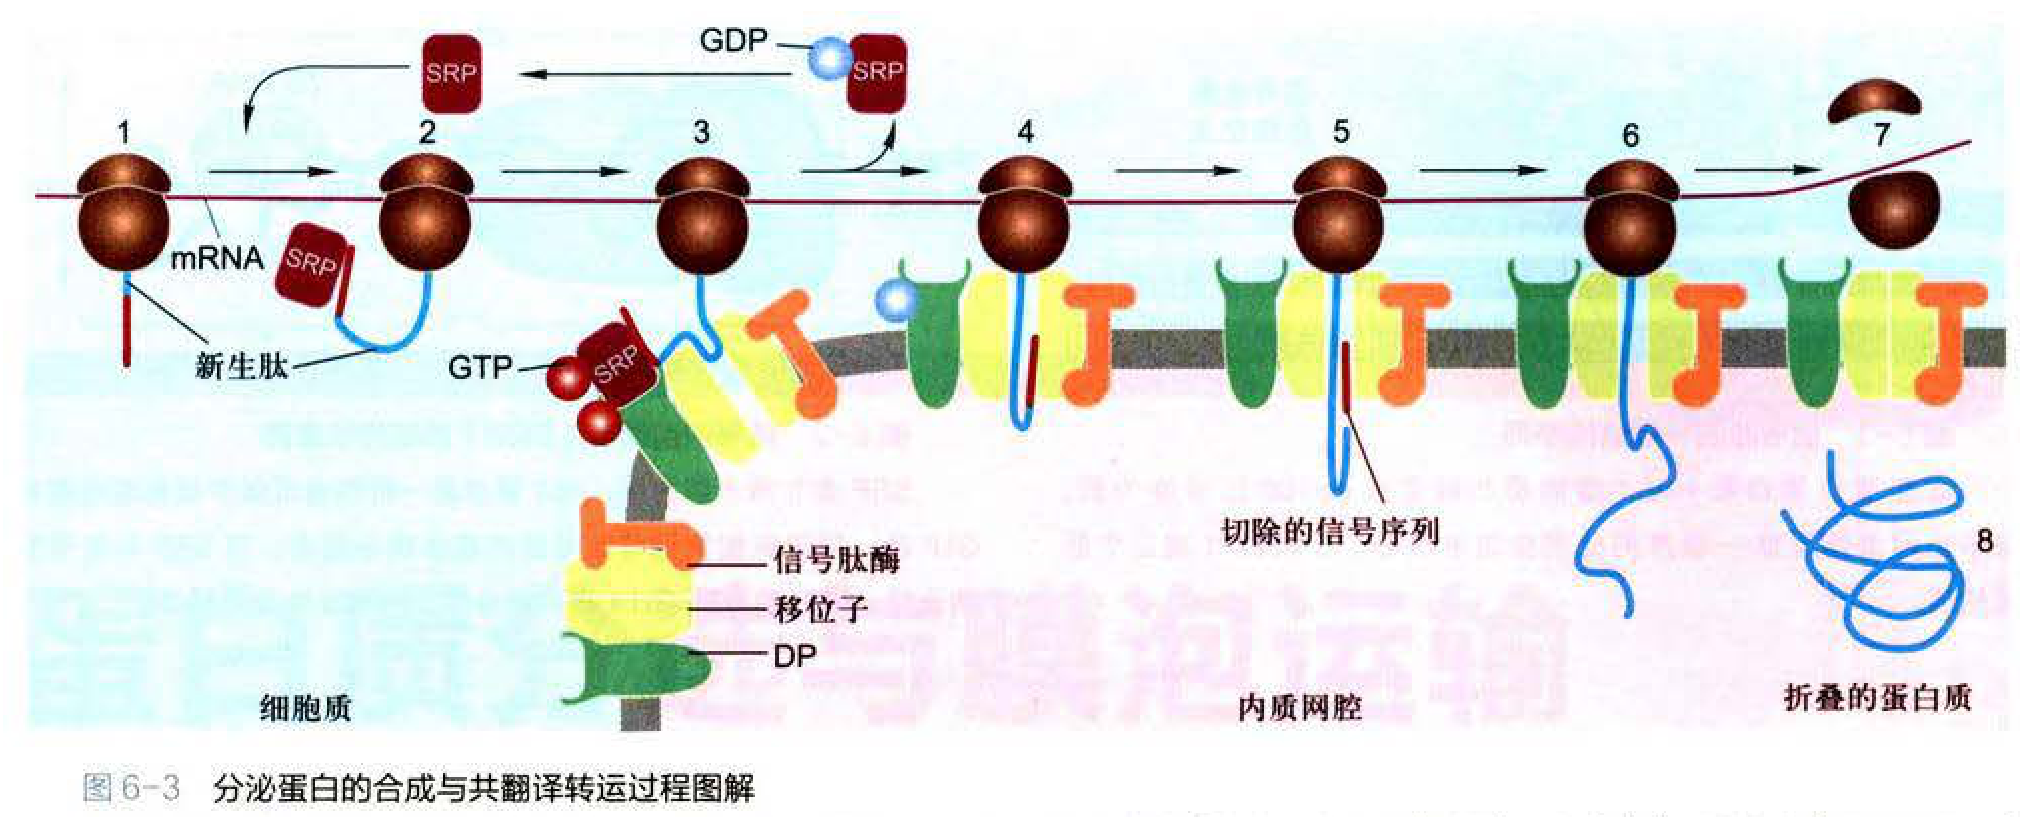 GDP
SRP
SRP
1
2
3
4
5
6
7
mRNA
SRP
新生肽
GTP
SRP
切除的信号序列
8
信号肽酶
移位子
DP
细胞质
内质网腔
折叠的蛋白质
图 6-3 分泌蛋白的合成与共翻译转运过程图解